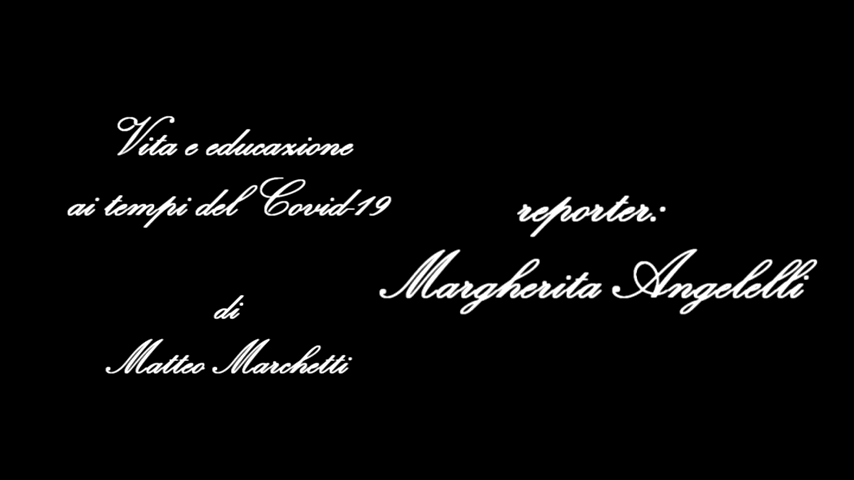 Vita e educazione
ai tempi del Covid-19
di
Matteo Marchetti
reporter:
Margherita Angelelli